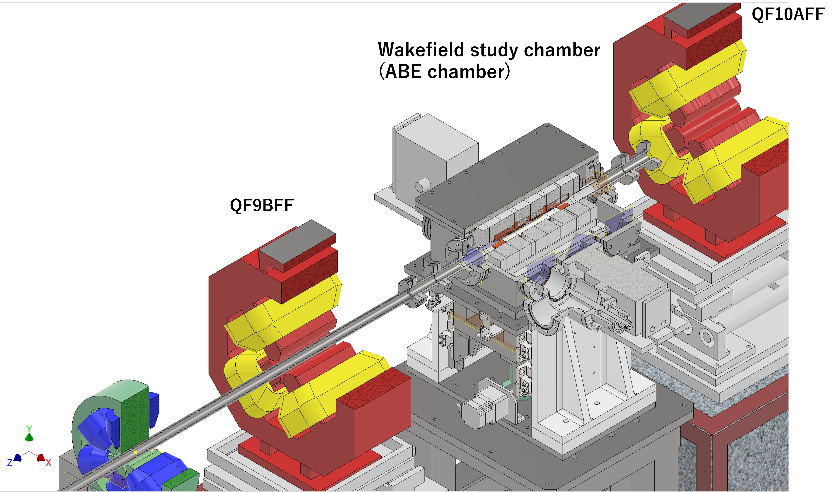 QF10AFF
Wakefield study chamber
(ABE chamber)
QF9BFF
Y
Z
X